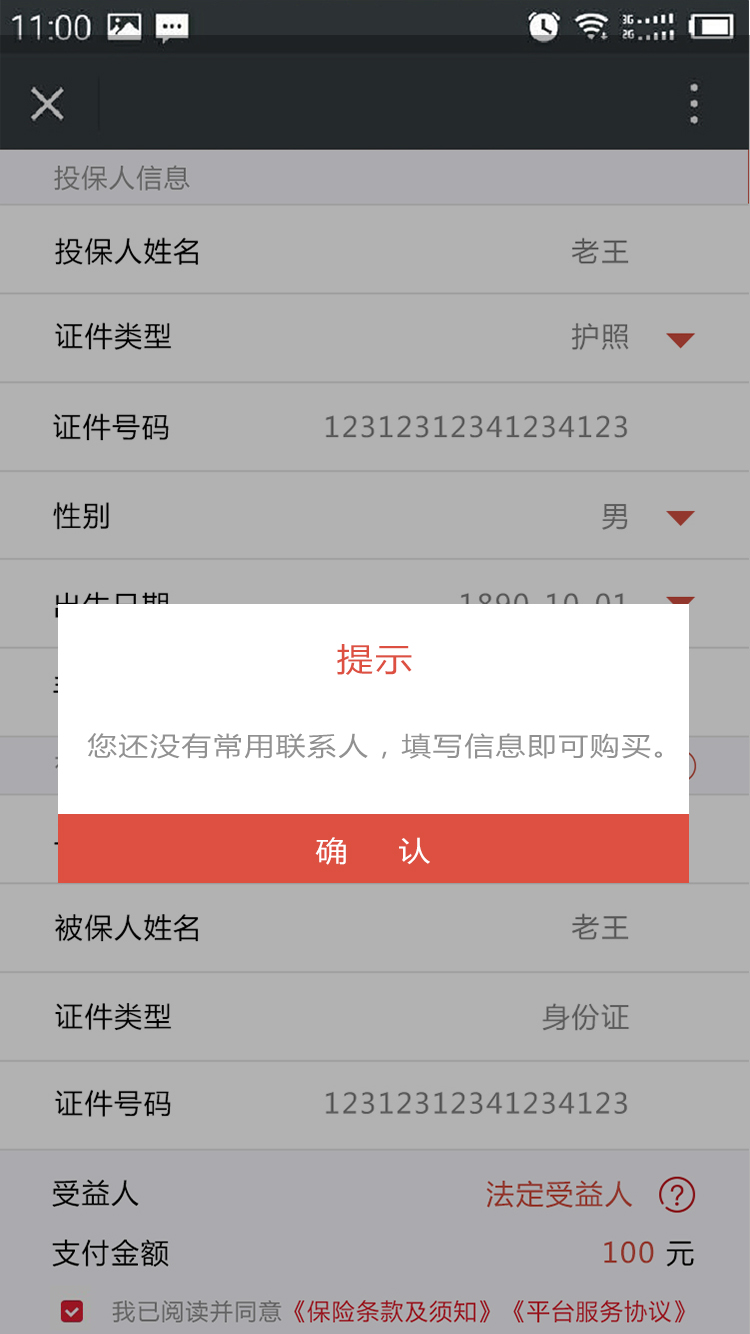 11:00 3G 2G
投保人信息
投保人姓名 老王
证件类型 护照
证件号码 12312312341234123
性别 男
出生日期 1890-10-01
提示
您还没有常用联系人，填写信息即可购买。
确 认
被保人姓名 老王
证件类型 身份证
证件号码 12312312341234123
受益人 法定受益人 ?
支付金额 100 元
我已阅读并同意《保险条款及须知》《平台服务协议》